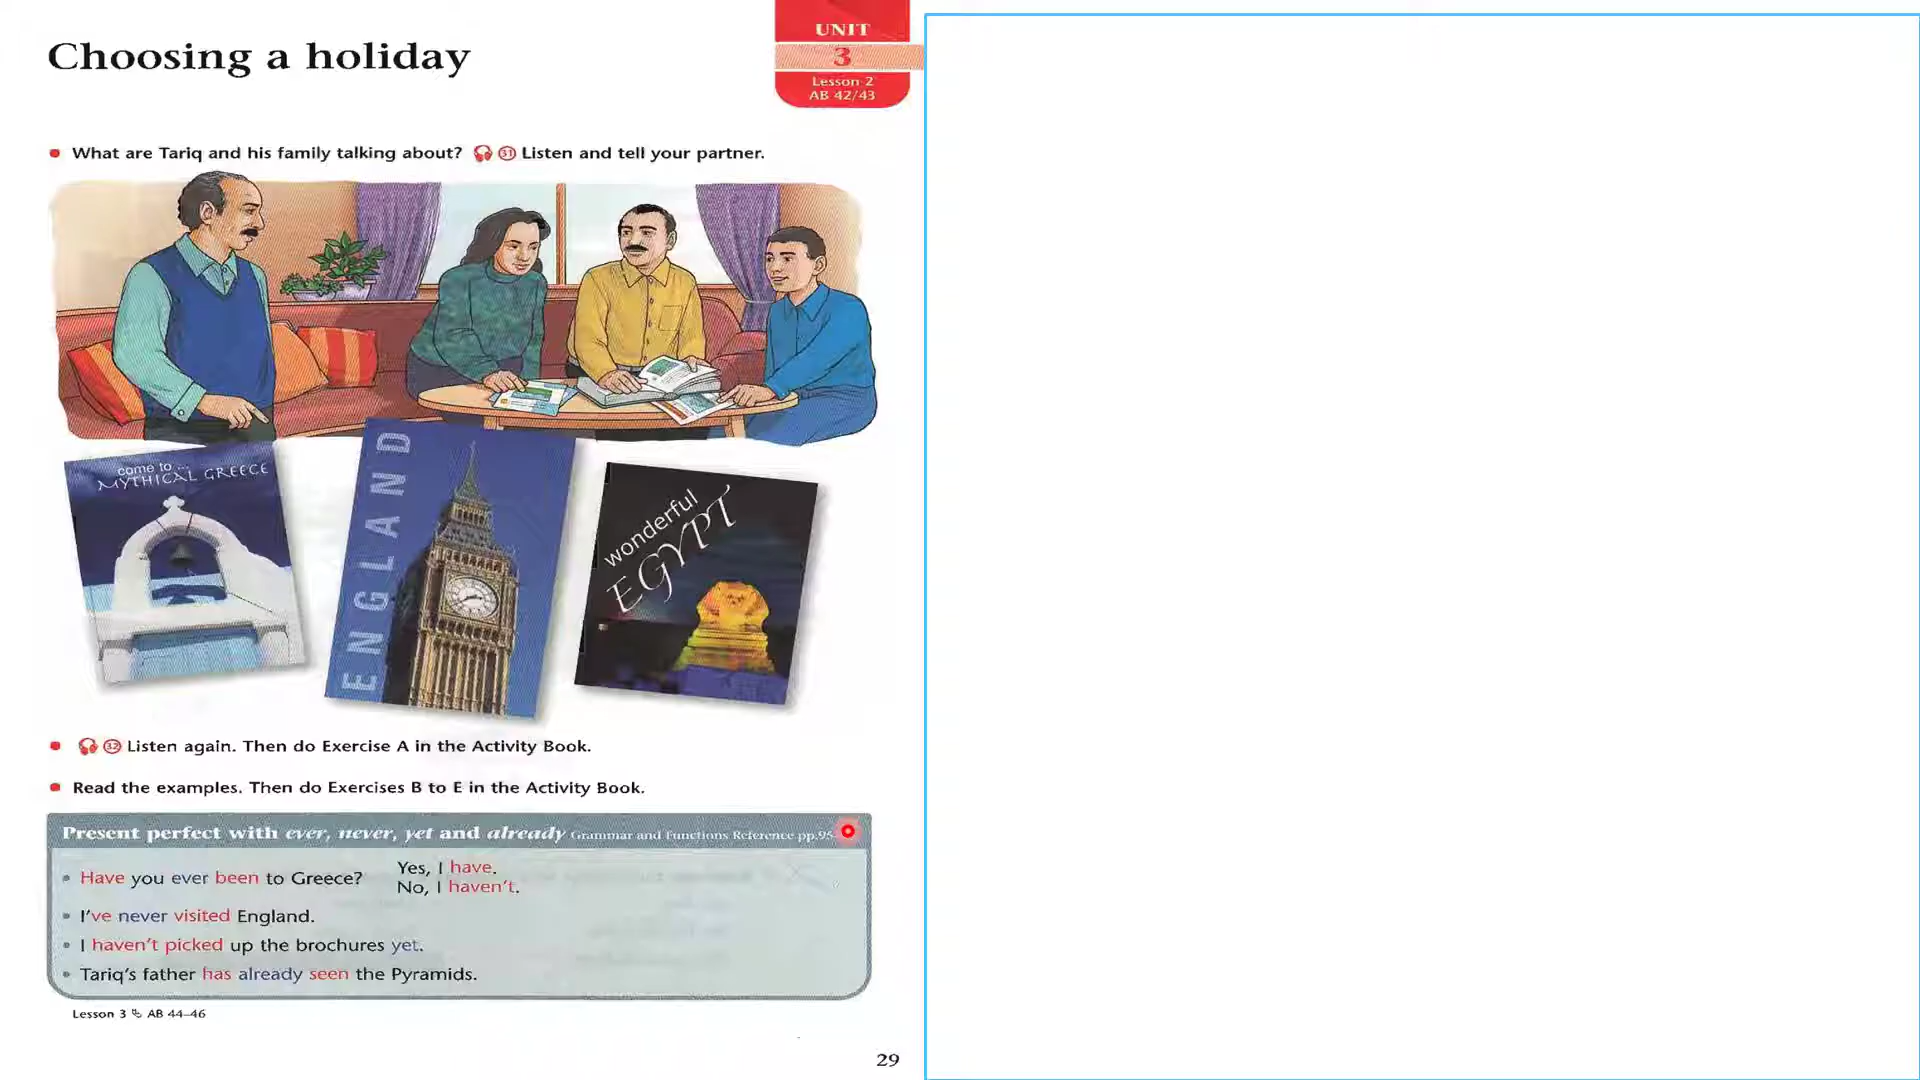 Choosing a holiday
UNIT
3
Lesson 2
AB 42/43
• What are Tariq and his family talking about? 31 Listen and tell your partner.
come to ...
MYTHICAL GREECE
ENGLAND
wonderful
EGYPT
• 32 Listen again. Then do Exercise A in the Activity Book.
• Read the examples. Then do Exercises B to E in the Activity Book.
Present perfect with ever, never, yet and already Grammar and Functions Reference pp.95
• Have you ever been to Greece?
Yes, I have.
No, I haven't.
• I've never visited England.
• I haven't picked up the brochures yet.
• Tariq's father has already seen the Pyramids.
Lesson 3 AB 44–46
29